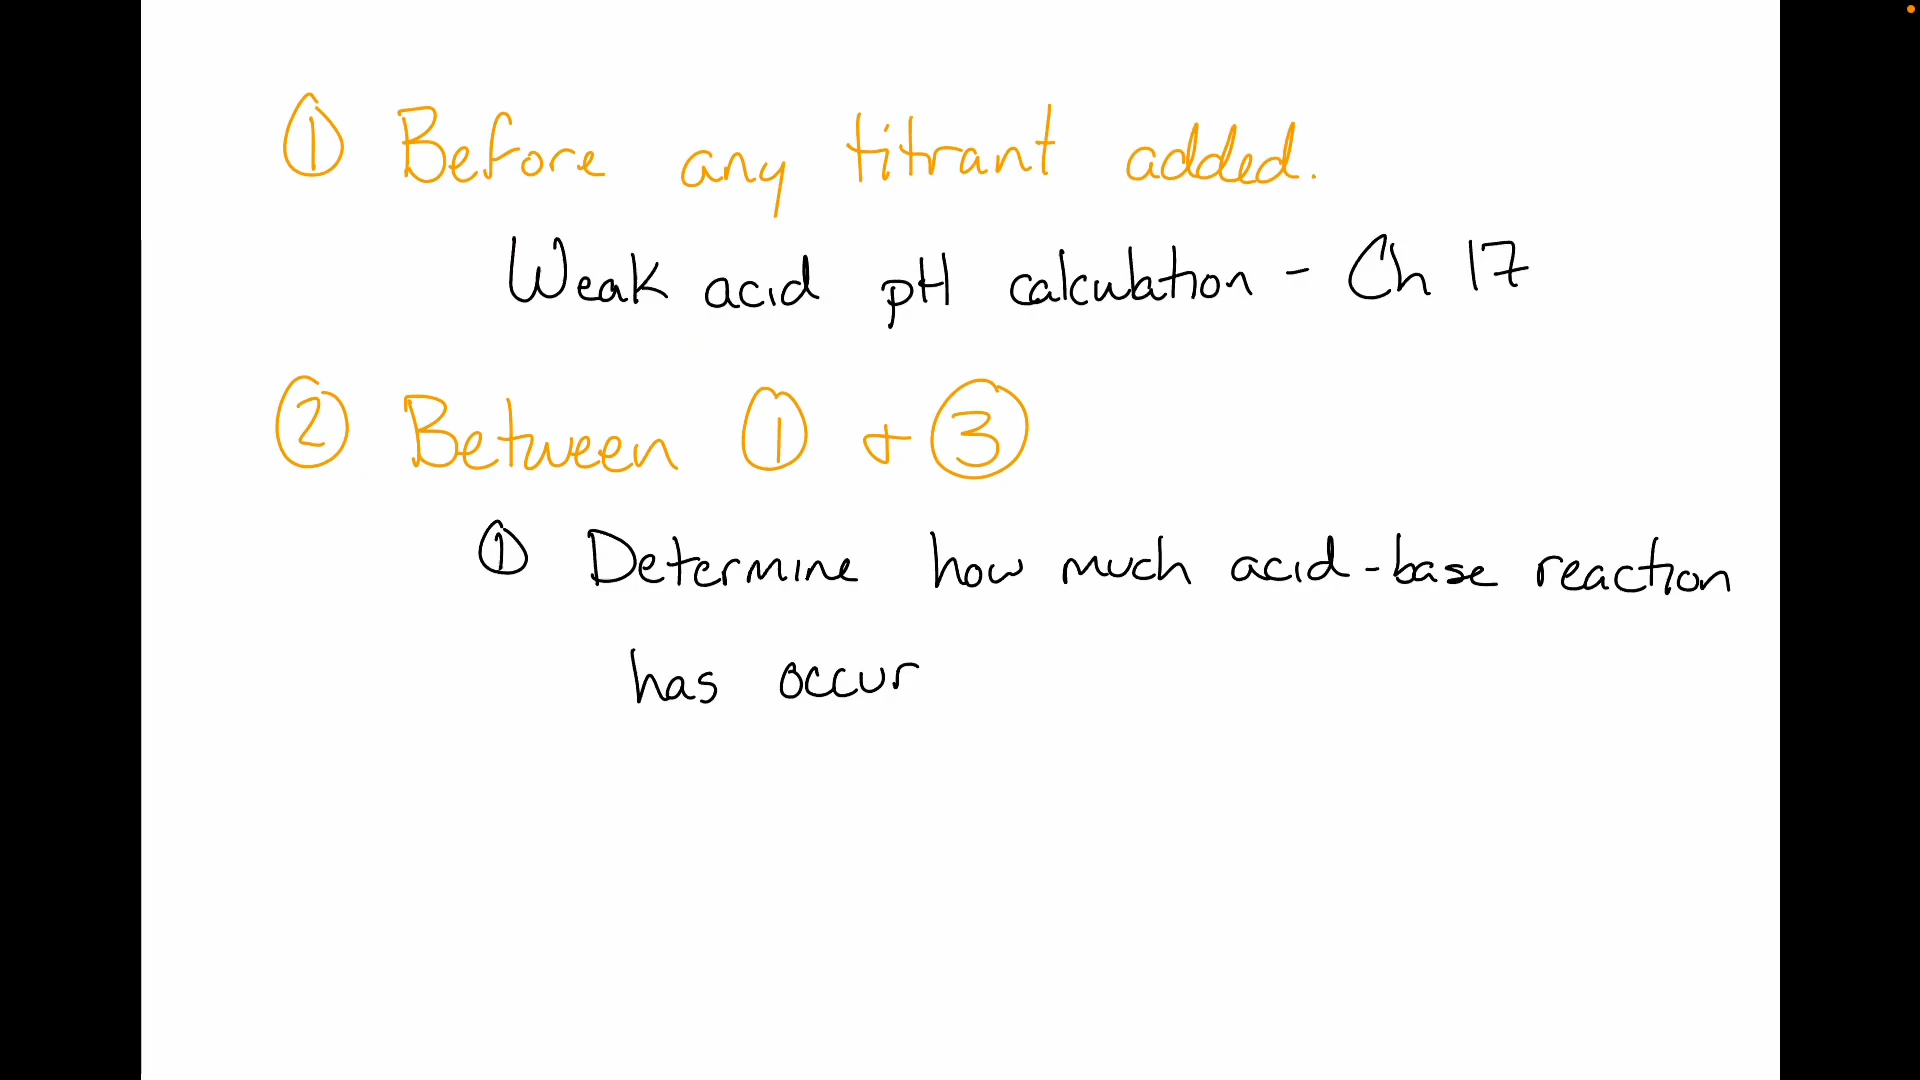 ① Before any titrant added.
Weak acid pH calculation - Ch 17
② Between ① & ③
① Determine how much acid-base reaction
has occur